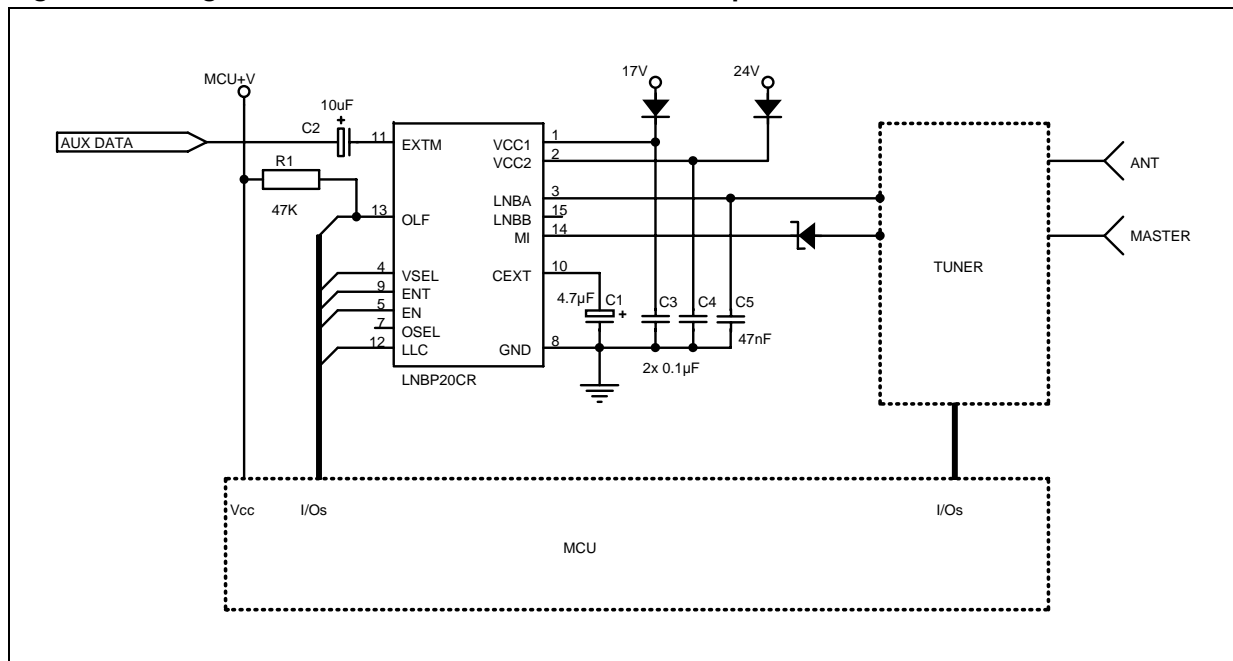 MCU+V
17V
24V
10uF
+
C2
AUX DATA
11
EXTM
VCC1
1
VCC2
2
R1
47K
LNBA
3
LNBB
15
13
OLF
MI
14
ANT
MASTER
TUNER
4
VSEL
CEXT
10
9
ENT
5
EN
7
OSEL
12
LLC
4.7µF
C1
+
C3
C4
C5
47nF
GND
8
2x 0.1µF
LNBP20CR
Vcc
I/Os
I/Os
MCU